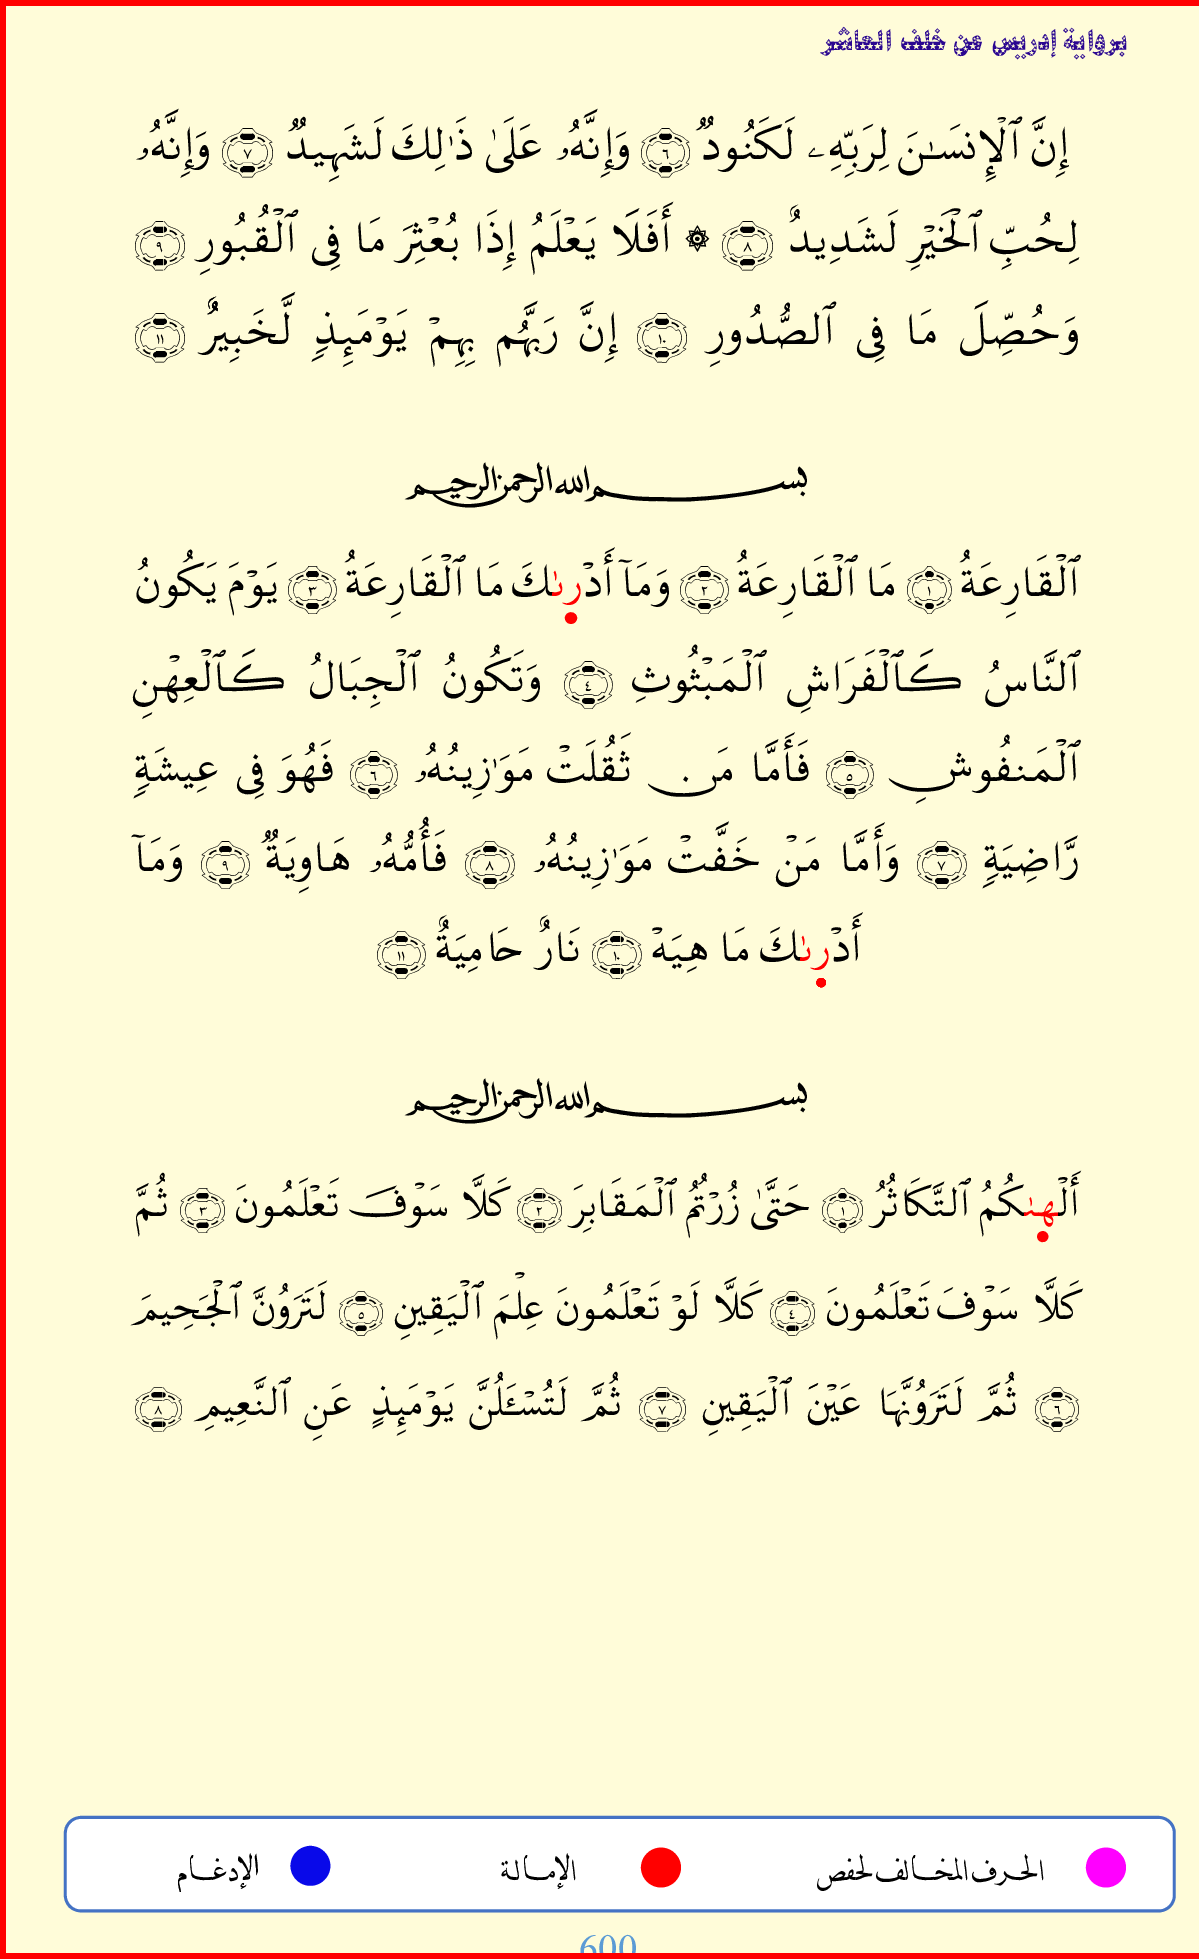 برواية إدريس عن خلف العاشر
إِنَّ ٱلْإِنسَـٰنَ لِرَبِّهِۦ لَكَنُودٌ ٦ وَإِنَّهُۥ عَلَىٰ ذَٰلِكَ لَشَهِيدٌ ٧ وَإِنَّهُۥ
لِحُبِّ ٱلْخَيْرِ لَشَدِيدٌ ٨ ۞ أَفَلَا يَعْلَمُ إِذَا بُعْثِرَ مَا فِى ٱلْقُبُورِ ٩
وَحُصِّلَ مَا فِى ٱلصُّدُورِ ١٠ إِنَّ رَبَّهُم بِهِمْ يَوْمَئِذٍ لَّخَبِيرٌ ١١
بسم الله الرحمن الرحيم
ٱلْقَارِعَةُ ١ مَا ٱلْقَارِعَةُ ٢ وَمَآ أَدْرىٰكَ مَا ٱلْقَارِعَةُ ٣ يَوْمَ يَكُونُ
ٱلنَّاسُ كَٱلْفَرَاشِ ٱلْمَبْثُوثِ ٤ وَتَكُونُ ٱلْجِبَالُ كَٱلْعِهْنِ
ٱلْمَنفُوشِ ٥ فَأَمَّا مَن ثَقُلَتْ مَوَٰزِينُهُۥ ٦ فَهُوَ فِى عِيشَةٍ
رَّاضِيَةٍ ٧ وَأَمَّا مَنْ خَفَّتْ مَوَٰزِينُهُۥ ٨ فَأُمُّهُۥ هَاوِيَةٌ ٩ وَمَآ
أَدْرىٰكَ مَا هِيَهْ ١٠ نَارٌ حَامِيَةٌ ١١
بسم الله الرحمن الرحيم
أَلْهىٰكُمُ ٱلتَّكَاثُرُ ١ حَتَّىٰ زُرْتُمُ ٱلْمَقَابِرَ ٢ كَلَّا سَوْفَ تَعْلَمُونَ ٣ ثُمَّ
كَلَّا سَوْفَ تَعْلَمُونَ ٤ كَلَّا لَوْ تَعْلَمُونَ عِلْمَ ٱلْيَقِينِ ٥ لَتَرَوُنَّ ٱلْجَحِيمَ
٦ ثُمَّ لَتَرَوُنَّهَا عَيْنَ ٱلْيَقِينِ ٧ ثُمَّ لَتُسْـَٔلُنَّ يَوْمَئِذٍ عَنِ ٱلنَّعِيمِ ٨
الحرف المخالف لحفص الإمالة الإدغام
600